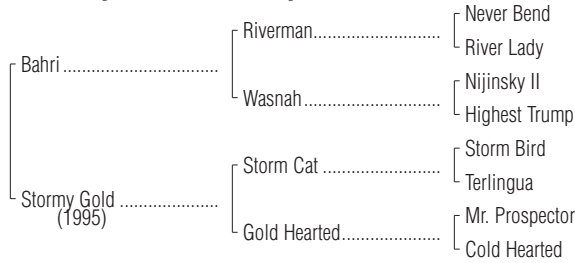 Never Bend
Riverman
River Lady
Bahri
Nijinsky II
Wasnah
Highest Trump
Storm Bird
Storm Cat
Terlingua
Stormy Gold
(1995)
Mr. Prospector
Gold Hearted
Cold Hearted